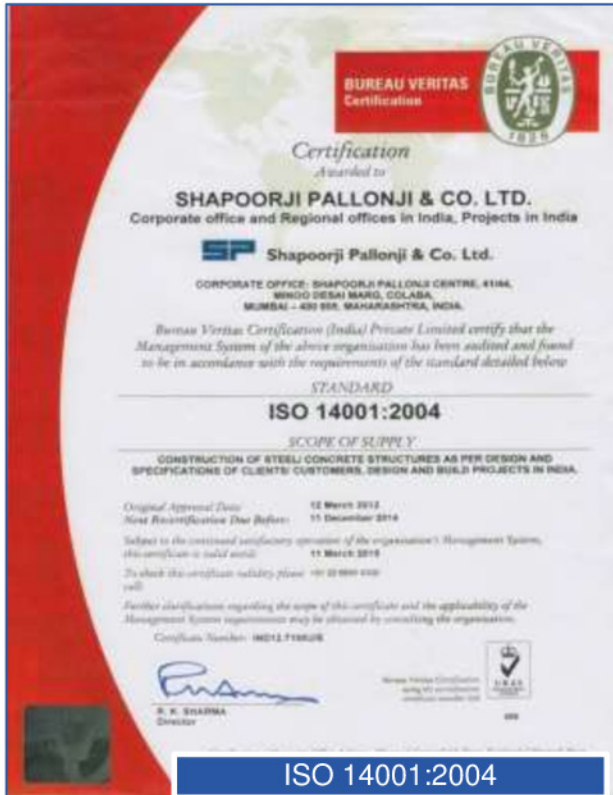 BUREAU VERITAS
Certification
BUREAU VERITAS
1828
Certification
Awarded to
SHAPOORJI PALLONJI & CO. LTD.
Corporate office and Regional offices in India, Projects in India
SP Shapoorji Pallonji & Co. Ltd.
CORPORATE OFFICE: SHAPOORJI PALLONJI CENTRE, 41/44,
MINOO DESAI MARG, COLABA,
MUMBAI – 400 005, MAHARASHTRA, INDIA.
Bureau Veritas Certification (India) Private Limited certify that the
Management System of the above organisation has been audited and found
to be in accordance with the requirements of the standard detailed below
STANDARD
ISO 14001:2004
SCOPE OF SUPPLY
CONSTRUCTION OF STEEL/ CONCRETE STRUCTURES AS PER DESIGN AND
SPECIFICATIONS OF CLIENTS/ CUSTOMERS. DESIGN AND BUILD PROJECTS IN INDIA.
Original Approval Date: 12 March 2012
Next Recertification Due Before: 11 December 2014
Subject to the continued satisfactory operation of the organisation's Management System,
this certificate is valid until: 11 March 2015
To check this certificate validity please
call:
Further clarifications regarding the scope of this certificate and the applicability of the
Management System requirements may be obtained by consulting the organisation.
Certificate Number:
R. K. SHARMA
Director
Bureau Veritas Certification
UKAS
ISO 14001:2004